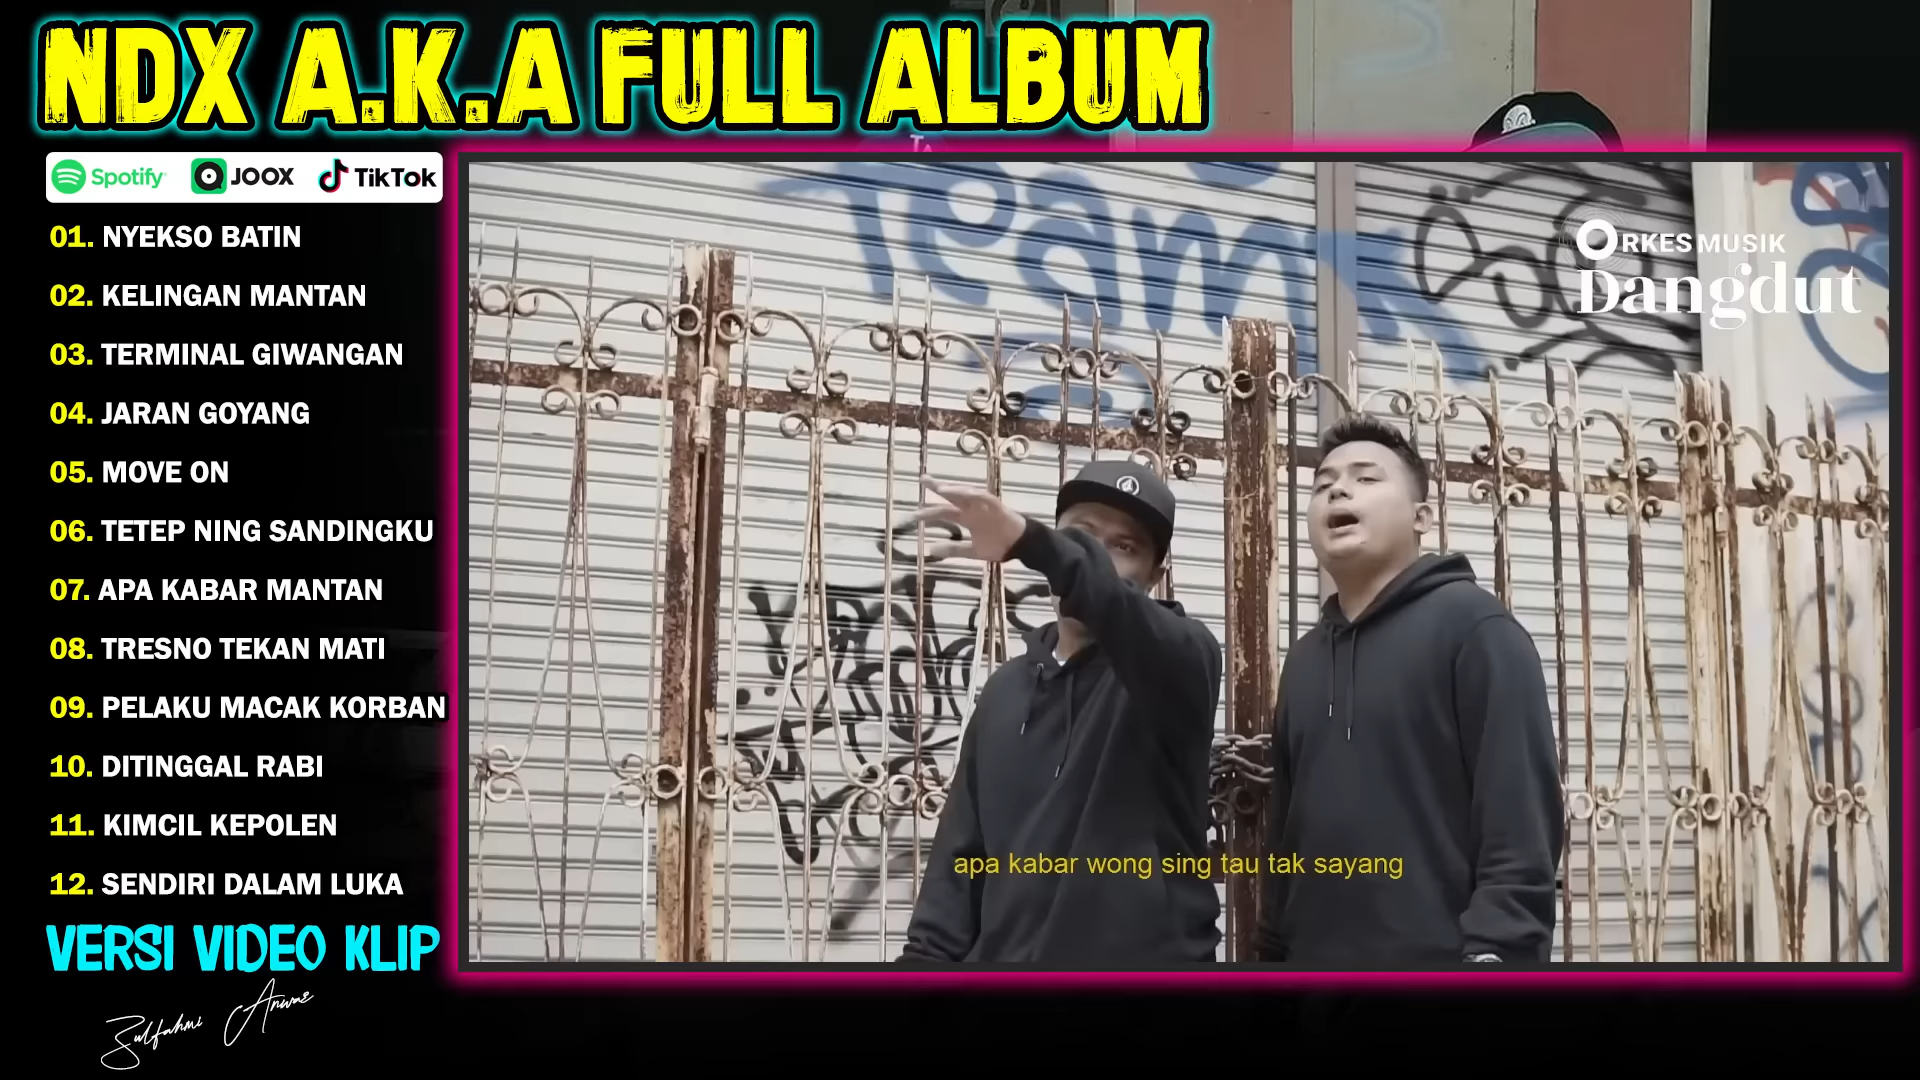 NDX A.K.A FULL ALBUM
Spotify JOOX TikTok
01. NYEKSO BATIN
02. KELINGAN MANTAN
03. TERMINAL GIWANGAN
04. JARAN GOYANG
05. MOVE ON
06. TETEP NING SANDINGKU
07. APA KABAR MANTAN
08. TRESNO TEKAN MATI
09. PELAKU MACAK KORBAN
10. DITINGGAL RABI
11. KIMCIL KEPOLEN
12. SENDIRI DALAM LUKA
VERSI VIDEO KLIP
Zulfahmi Anwar
Team
ORKES MUSIK
Dangdut
apa kabar wong sing tau tak sayang